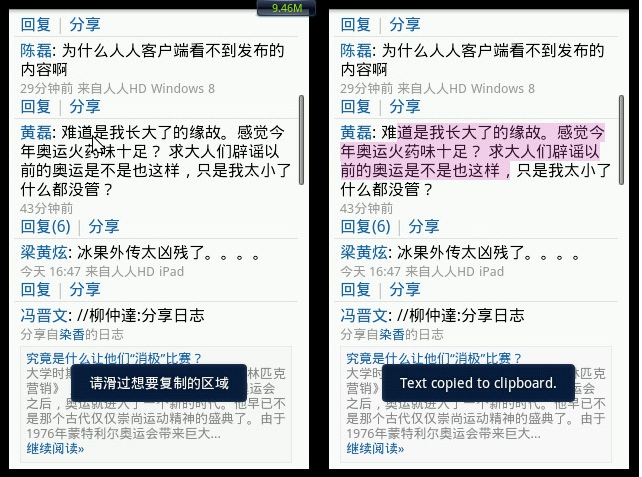 9.46M
回复 | 分享
陈磊: 为什么人人客户端看不到发布的
内容啊
29分钟前 来自人人HD Windows 8
回复 | 分享
黄磊: 难道是我长大了的缘故。感觉今
年奥运火药味十足？ 求大人们辟谣以
前的奥运是不是也这样，只是我太小了
什么都没管？
43分钟前
回复(6) | 分享
梁黄炫: 冰果外传太凶残了。。。。
今天 16:47 来自人人HD iPad
回复 | 分享
冯晋文: //柳仲達:分享日志
分享自染香的日志
究竟是什么让他们“消极”比赛？
大学时期
林匹克
营销》
奥运会
请滑过想要复制的区域
之后，奥运就进入了一个新的时代。他早已不
是那个古代仅仅崇尚运动精神的盛典了。由于
1976年蒙特利尔奥运会带来巨大...
继续阅读»
回复 | 分享
陈磊: 为什么人人客户端看不到发布的
内容啊
29分钟前 来自人人HD Windows 8
回复 | 分享
黄磊: 难道是我长大了的缘故。感觉今
年奥运火药味十足？ 求大人们辟谣以
前的奥运是不是也这样，只是我太小了
什么都没管？
43分钟前
回复(6) | 分享
梁黄炫: 冰果外传太凶残了。。。。
今天 16:47 来自人人HD iPad
回复 | 分享
冯晋文: //柳仲達:分享日志
分享自染香的日志
究竟是什么让他们“消极”比赛？
大学时期
林匹克
营销》
奥运会
Text copied to clipboard.
之后，奥运就进入了一个新的时代。他早已不
是那个古代仅仅崇尚运动精神的盛典了。由于
1976年蒙特利尔奥运会带来巨大...
继续阅读»